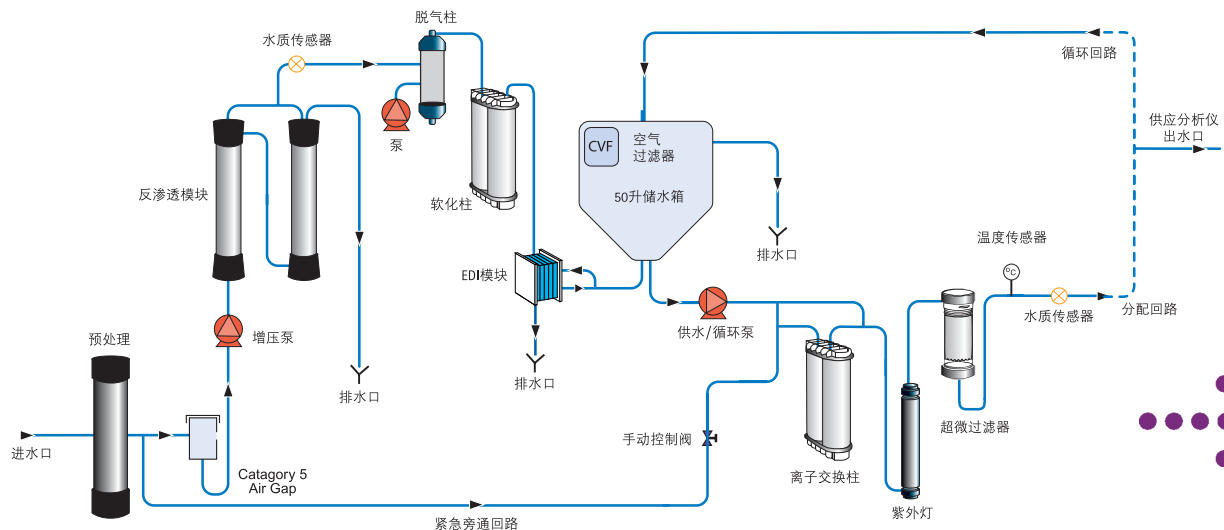 脱气柱
水质传感器
循环回路
泵
供应分析仪
出水口
CVF
空气
过滤器
反渗透模块
软化柱
50升储水箱
排水口
温度传感器
EDI模块
℃
预处理
增压泵
供水/循环泵
水质传感器
分配回路
排水口
排水口
进水口
手动控制阀
超微过滤器
Catagory 5
Air Gap
离子交换柱
紫外灯
紧急旁通回路